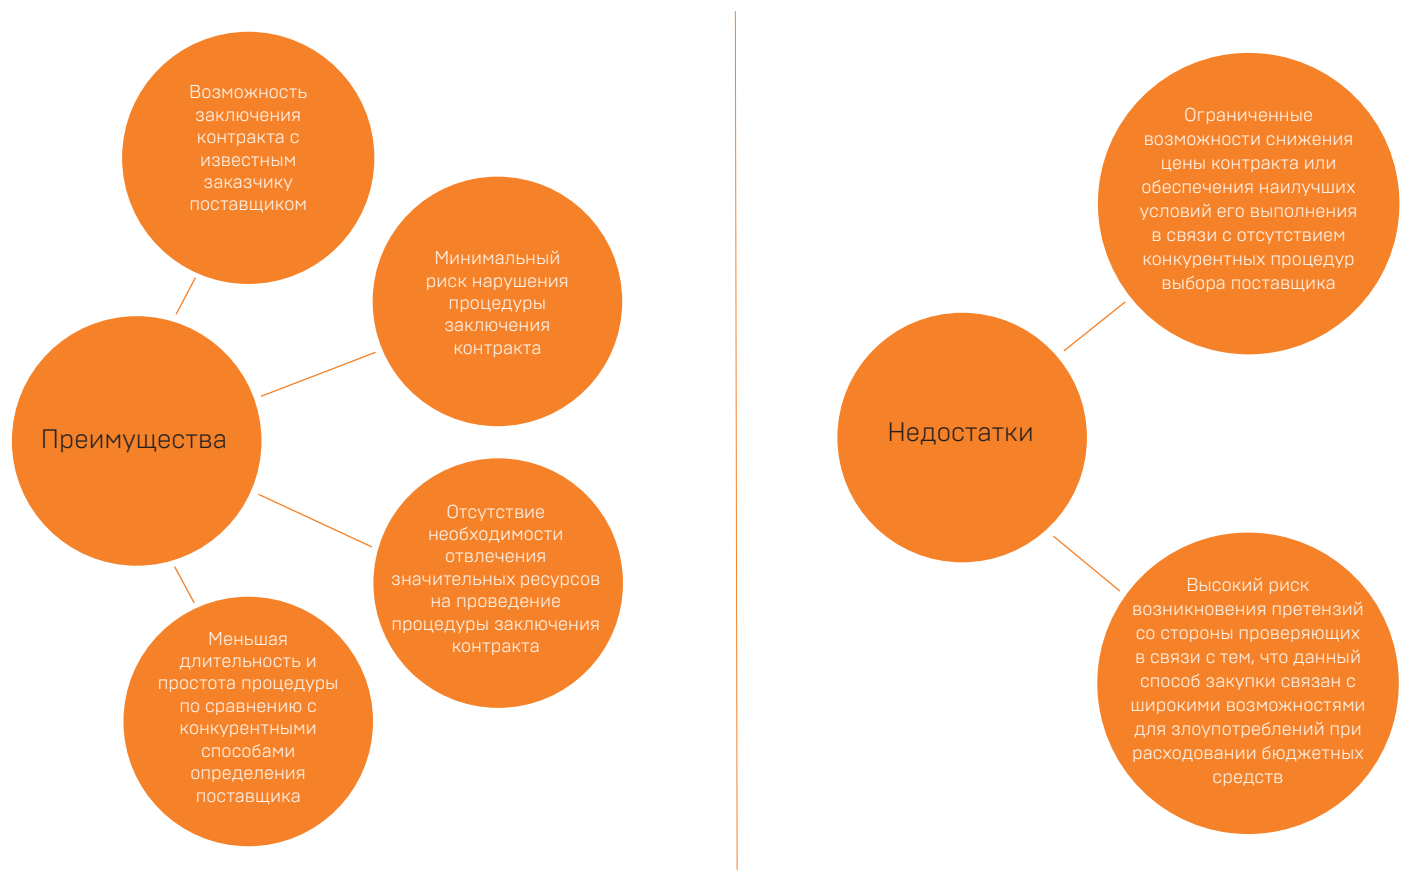 Преимущества
Возможность
заключения
контракта с
известным
заказчику
поставщиком
Минимальный
риск нарушения
процедуры
заключения
контракта
Отсутствие
необходимости
отвлечения
значительных ресурсов
на проведение
процедуры заключения
контракта
Меньшая
длительность и
простота процедуры
по сравнению с
конкурентными
способами
определения
поставщика
Недостатки
Ограниченные
возможности снижения
цены контракта или
обеспечения наилучших
условий его выполнения
в связи с отсутствием
конкурентных процедур
выбора поставщика
Высокий риск
возникновения претензий
со стороны проверяющих
в связи с тем, что данный
способ закупки связан с
широкими возможностями
для злоупотреблений при
расходовании бюджетных
средств